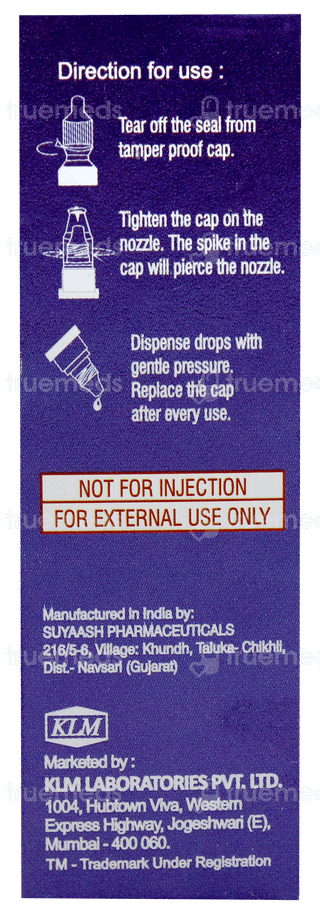 Direction for use :
Tear off the seal from
tamper proof cap.
Tighten the cap on the
nozzle. The spike in the
cap will pierce the nozzle.
Dispense drops with
gentle pressure.
Replace the cap
after every use.
NOT FOR INJECTION
FOR EXTERNAL USE ONLY
Manufactured in India by:
SUYAASH PHARMACEUTICALS
216/5-6, Village: Khundh, Taluka- Chikhli,
Dist.- Navsari (Gujarat)
KLM
Marketed by :
KLM LABORATORIES PVT. LTD.
1004, Hubtown Viva, Western
Express Highway, Jogeshwari (E),
Mumbai - 400 060.
TM - Trademark Under Registration
truemeds